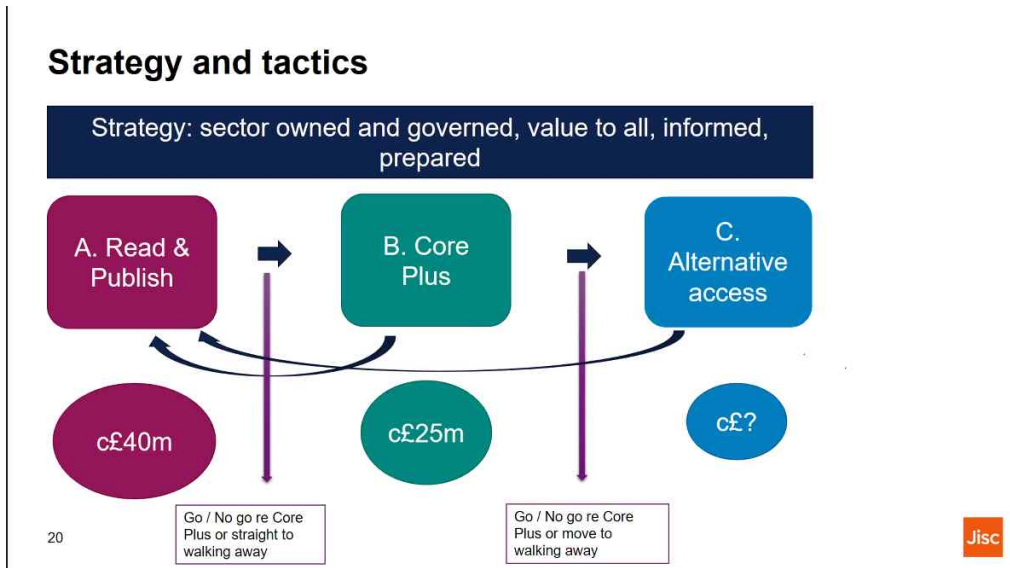 Strategy and tactics
Strategy: sector owned and governed, value to all, informed,
prepared
A. Read &
Publish
B. Core
Plus
C.
Alternative
access
c£40m
c£25m
c£?
Go / No go re Core
Plus or straight to
walking away
Go / No go re Core
Plus or move to
walking away
20
Jisc